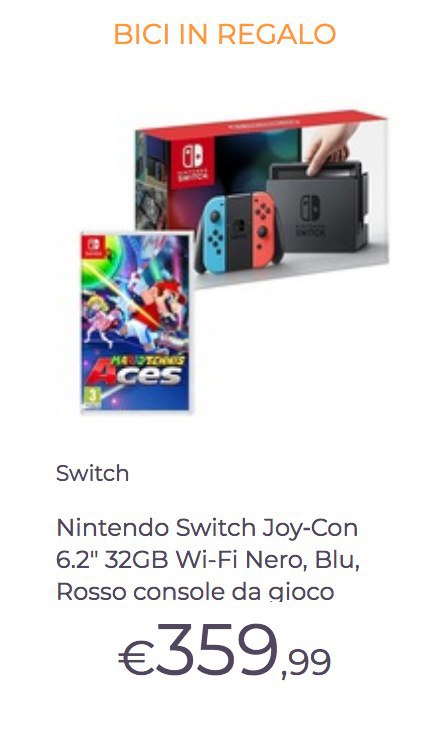 BICI IN REGALO
NINTENDO
SWITCH
SWITCH
MARIO TENNIS
Aces
3
Switch
Nintendo Switch Joy-Con
6.2" 32GB Wi-Fi Nero, Blu,
Rosso console da gioco
€359,99